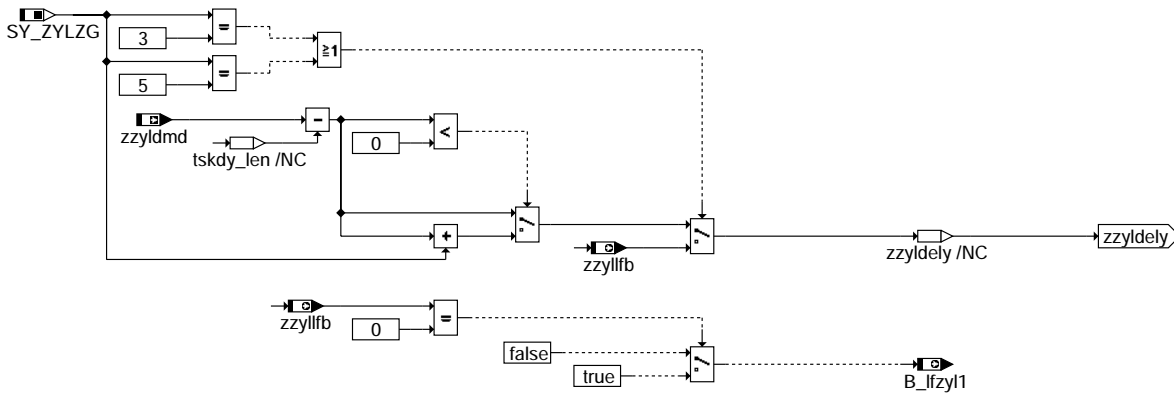 SY_ZYLZG
=
3
≧1
=
5
zzyldmd
-
tskdy_len /NC
<
0
+
zzyllfb
zzyldely /NC
zzyldely
zzyllfb
=
0
false
true
B_lfzyl1